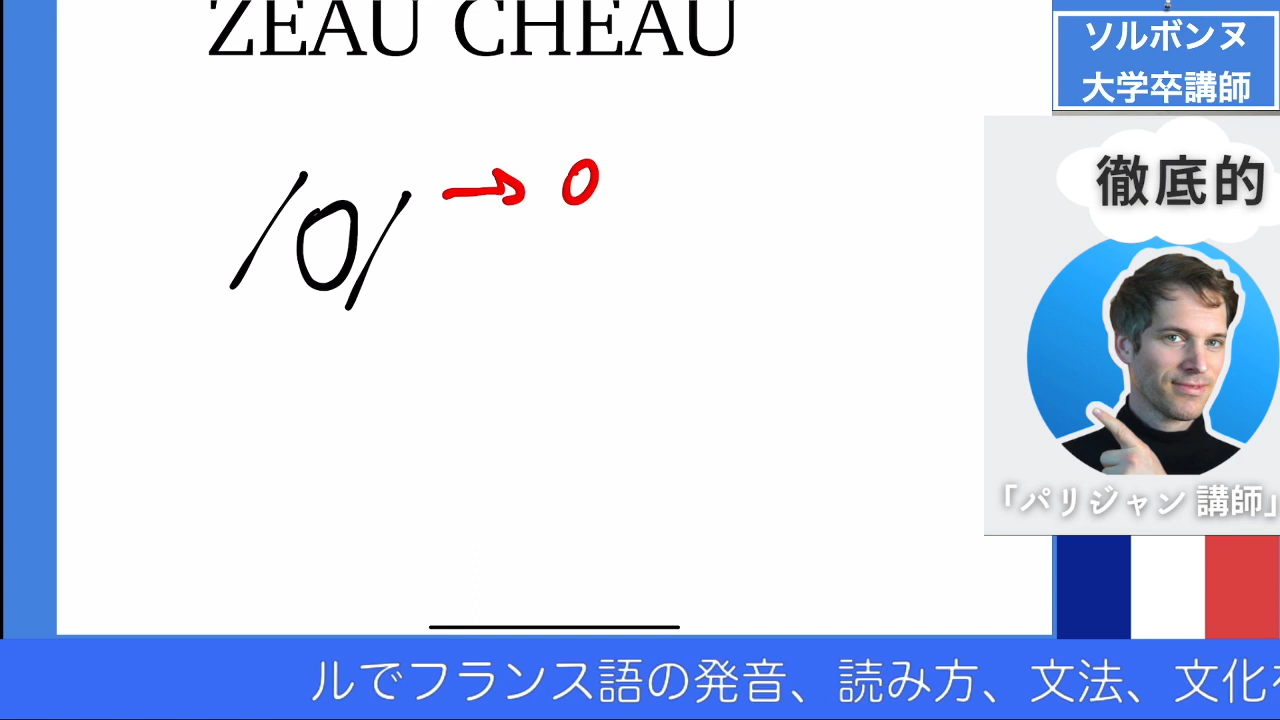 ZEAU CHEAU
/o/ → o
ソルボンヌ
大学卒講師
徹底的
「パリジャン 講師」
ルでフランス語の発音、読み方、文法、文化